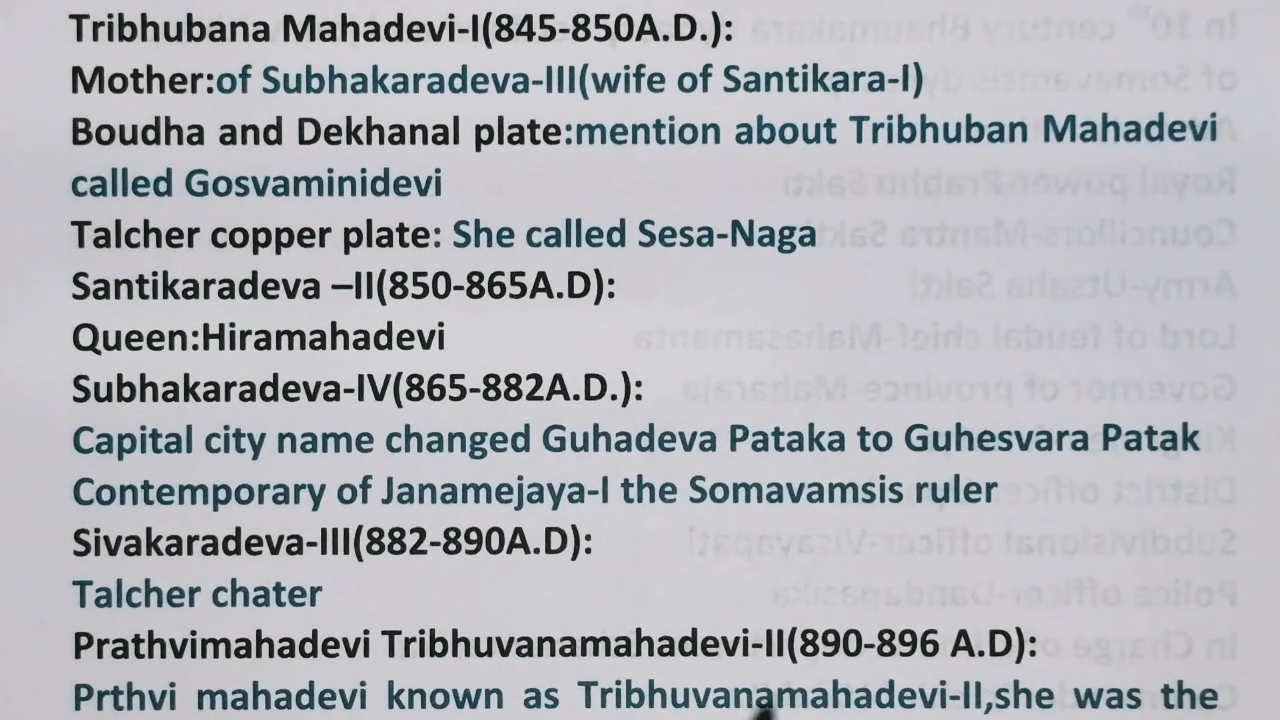 Tribhubana Mahadevi-I(845-850A.D.):
Mother:of Subhakaradeva-III(wife of Santikara-I)
Boudha and Dekhanal plate:mention about Tribhuban Mahadevi
called Gosvaminidevi
Talcher copper plate: She called Sesa-Naga
Santikaradeva –II(850-865A.D):
Queen:Hiramahadevi
Subhakaradeva-IV(865-882A.D.):
Capital city name changed Guhadeva Pataka to Guhesvara Patak
Contemporary of Janamejaya-I the Somavamsis ruler
Sivakaradeva-III(882-890A.D):
Talcher chater
Prathvimahadevi Tribhuvanamahadevi-II(890-896 A.D):
Prthvi mahadevi known as Tribhuvanamahadevi-II,she was the